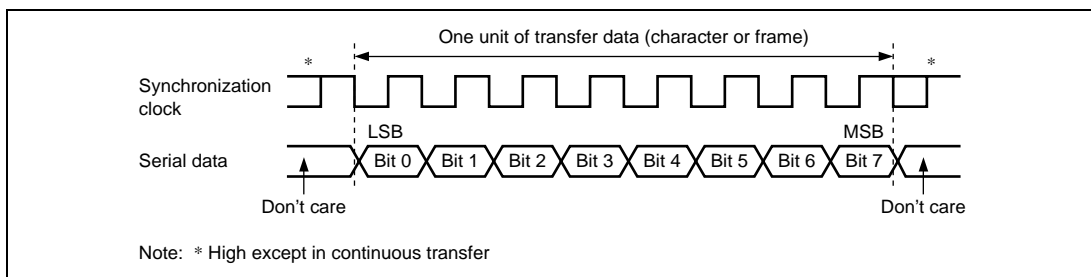 One unit of transfer data (character or frame)
* *
Synchronization
clock
LSB MSB
Serial data Bit 0 Bit 1 Bit 2 Bit 3 Bit 4 Bit 5 Bit 6 Bit 7
Don't care Don't care
Note: * High except in continuous transfer